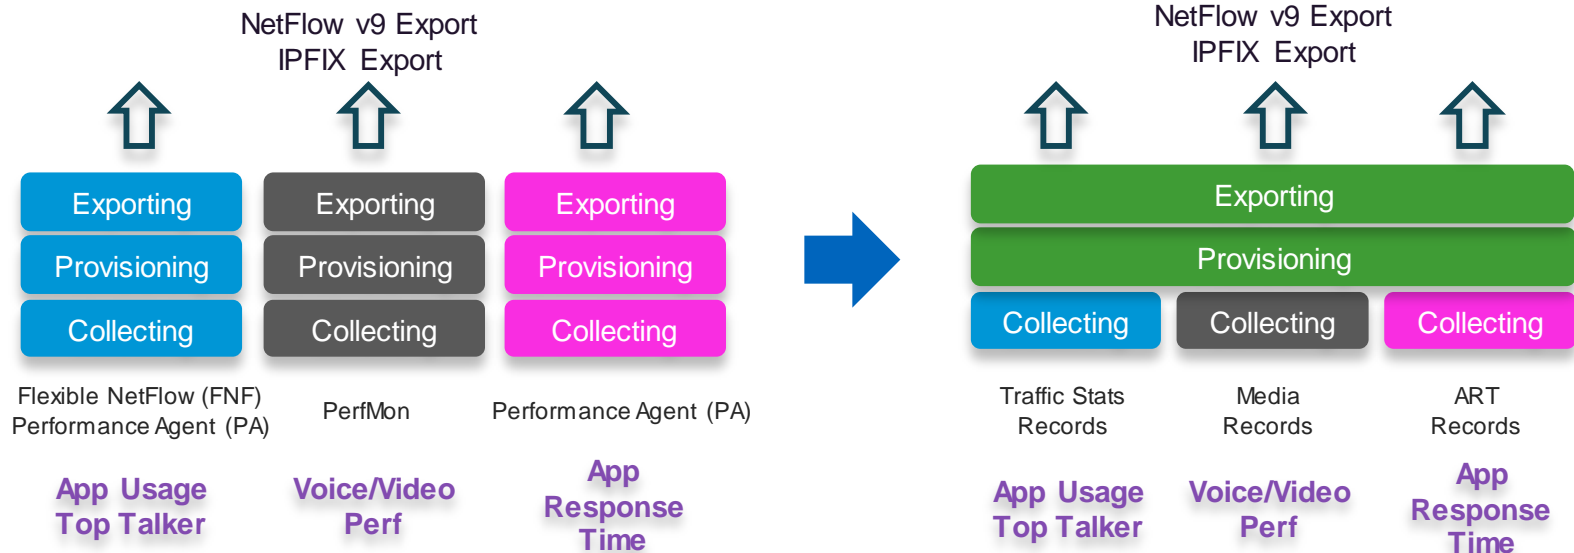 NetFlow v9 Export
IPFIX Export
Exporting
Exporting
Exporting
Provisioning
Provisioning
Provisioning
Collecting
Collecting
Collecting
Flexible NetFlow (FNF)
Performance Agent (PA)
PerfMon
Performance Agent (PA)
App Usage
Top Talker
Voice/Video
Perf
App
Response
Time
NetFlow v9 Export
IPFIX Export
Exporting
Provisioning
Collecting
Collecting
Collecting
Traffic Stats
Records
Media
Records
ART
Records
App Usage
Top Talker
Voice/Video
Perf
App
Response
Time